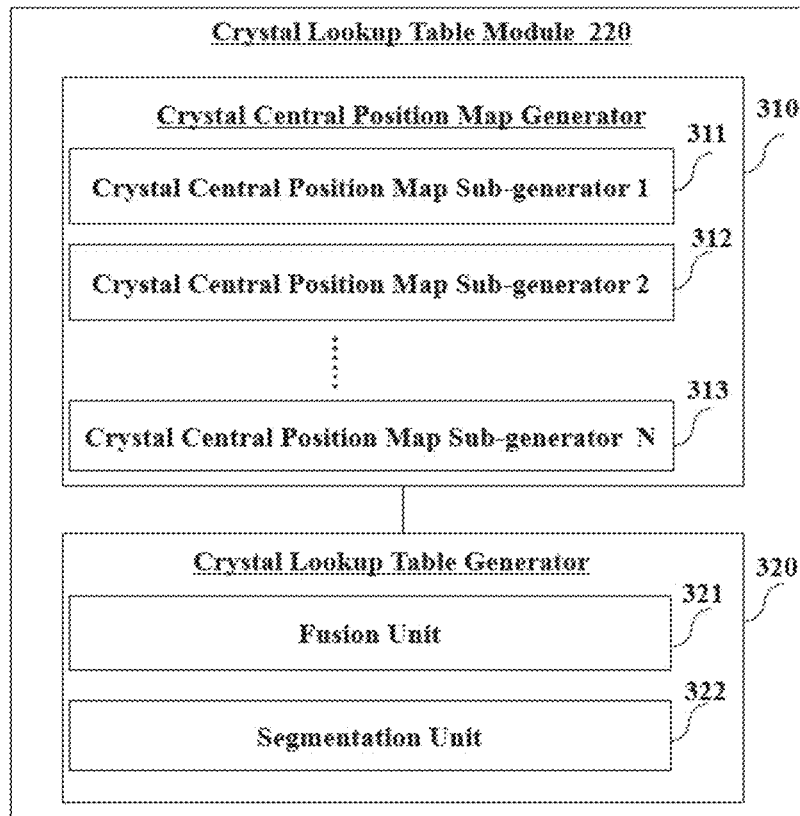 Crystal Lookup Table Module 220
Crystal Central Position Map Generator
310
311
Crystal Central Position Map Sub-generator 1
312
Crystal Central Position Map Sub-generator 2
313
Crystal Central Position Map Sub-generator N
Crystal Lookup Table Generator
320
321
Fusion Unit
322
Segmentation Unit